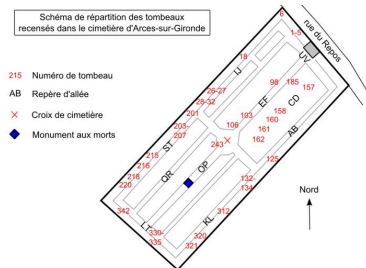 Schéma de répartition des tombeaux
recensés dans le cimetière d'Arces-sur-Gironde
215 Numéro de tombeau
AB Repère d'allée
Croix de cimetière
Monument aux morts
6
rue du Repos
1-5
UV
18
IJ
98
185
157
26-27
28-32
EF
CD
201
103
158
160
203-
207
106
161
AB
162
243
ST
125
215
OP
216
QR
218
132-
134
220
Nord
342
KL
312
LT
330-
335
320
321